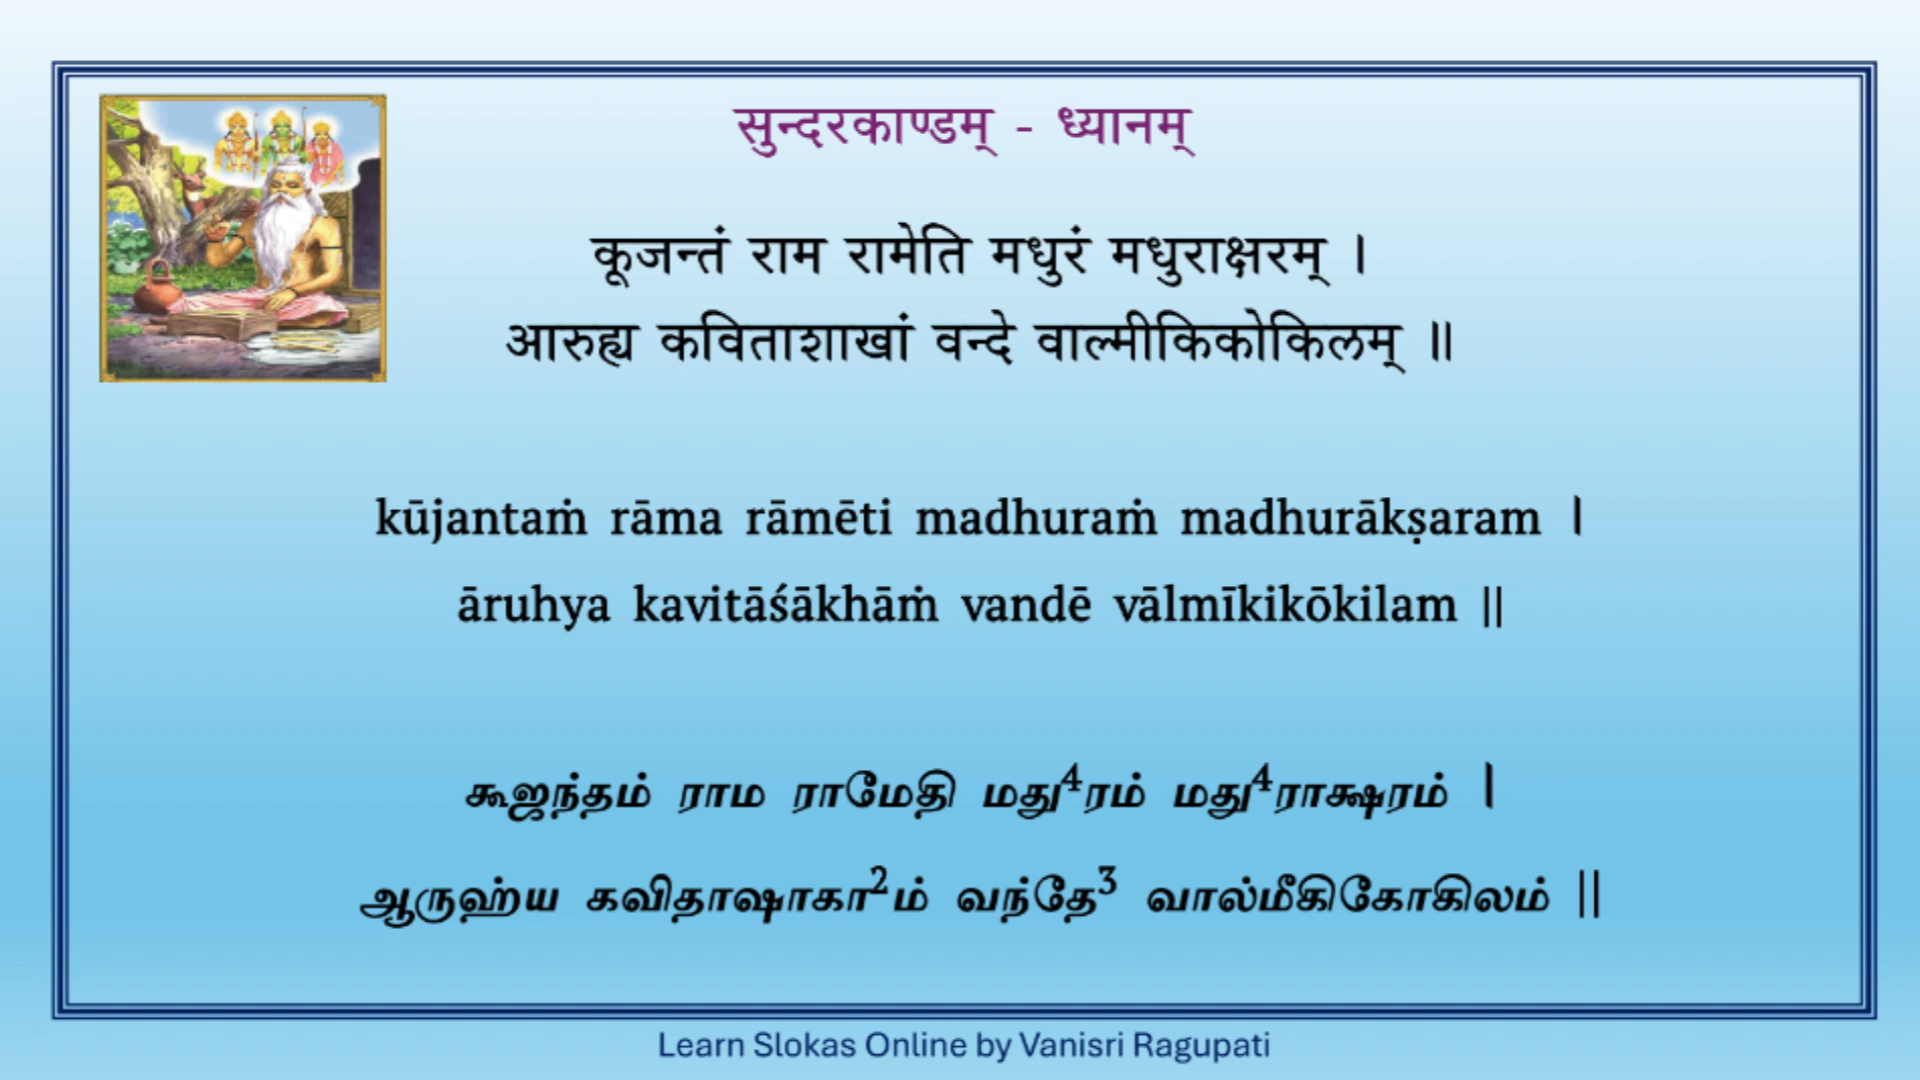 सुन्दरकाण्डम् - ध्यानम्
कूजन्तं राम रामेति मधुरं मधुराक्षरम् ।
आरुह्य कविताशाखां वन्दे वाल्मीकिकोकिलम् ॥
kūjantaṁ rāma rāmēti madhuraṁ madhurākṣaram ।
āruhya kavitāśākhāṁ vandē vālmīkikōkilam ||
கூஜந்தம் ராம ராமேதி மது⁴ரம் மது⁴ராக்ஷரம் |
ஆருஹ்ய கவிதாஷாகா²ம் வந்தே³ வால்மீகிகோகிலம் ||
Learn Slokas Online by Vanisri Ragupati